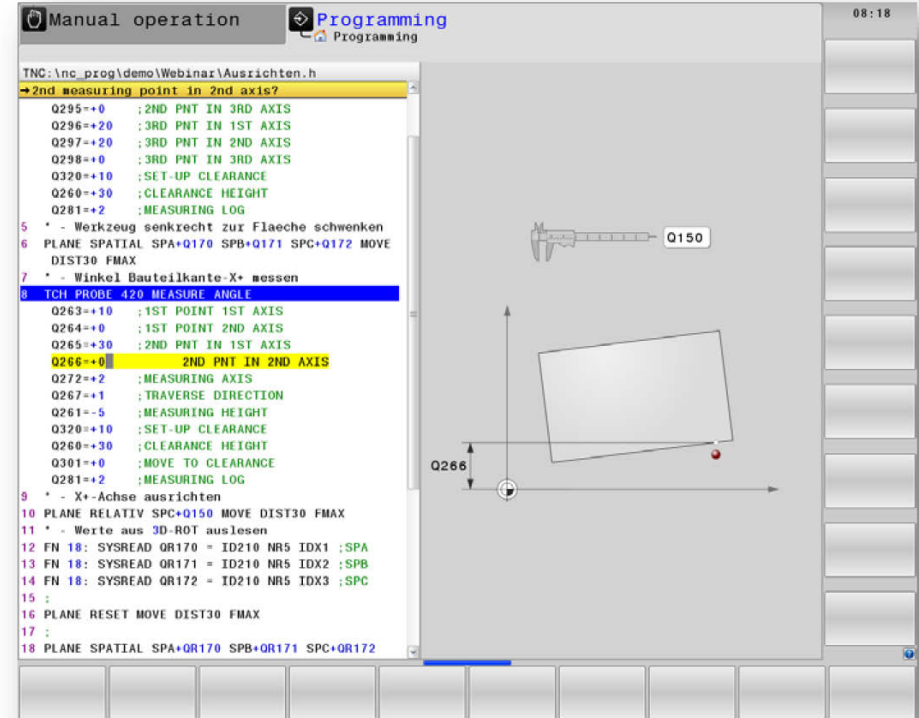 Manual operation
Programming
Programming
08:18
TNC:\nc_prog\demo\Webinar\Ausrichten.h
→2nd measuring point in 2nd axis?
Q295=+0 ;2ND PNT IN 3RD AXIS
Q296=+20 ;3RD PNT IN 1ST AXIS
Q297=+20 ;3RD PNT IN 2ND AXIS
Q298=+0 ;3RD PNT IN 3RD AXIS
Q320=+10 ;SET-UP CLEARANCE
Q260=+30 ;CLEARANCE HEIGHT
Q281=+2 ;MEASURING LOG
5 * - Werkzeug senkrecht zur Flaeche schwenken
6 PLANE SPATIAL SPA+Q170 SPB+Q171 SPC+Q172 MOVE
DIST30 FMAX
7 * - Winkel Bauteilkante-X+ messen
8 TCH PROBE 420 MEASURE ANGLE
Q263=+10 ;1ST POINT 1ST AXIS
Q264=+0 ;1ST POINT 2ND AXIS
Q265=+30 ;2ND PNT IN 1ST AXIS
Q266=+0 2ND PNT IN 2ND AXIS
Q272=+2 ;MEASURING AXIS
Q267=+1 ;TRAVERSE DIRECTION
Q261=-5 ;MEASURING HEIGHT
Q320=+10 ;SET-UP CLEARANCE
Q260=+30 ;CLEARANCE HEIGHT
Q301=+0 ;MOVE TO CLEARANCE
Q281=+2 ;MEASURING LOG
9 * - X+-Achse ausrichten
10 PLANE RELATIV SPC+Q150 MOVE DIST30 FMAX
11 * - Werte aus 3D-ROT auslesen
12 FN 18: SYSREAD QR170 = ID210 NR5 IDX1 ;SPA
13 FN 18: SYSREAD QR171 = ID210 NR5 IDX2 ;SPB
14 FN 18: SYSREAD QR172 = ID210 NR5 IDX3 ;SPC
15 ;
16 PLANE RESET MOVE DIST30 FMAX
17 ;
18 PLANE SPATIAL SPA+QR170 SPB+QR171 SPC+QR172
Q150
Q266